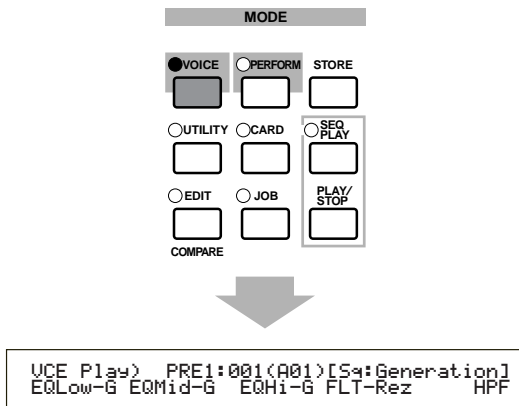 MODE
VOICE PERFORM STORE
UTILITY CARD SEQ PLAY
EDIT JOB PLAY/STOP
COMPARE
VCE Play) PRE1:001(A01)[Sq:Generation]
EQLow-G EQMid-G EQHi-G FLT-Rez HPF